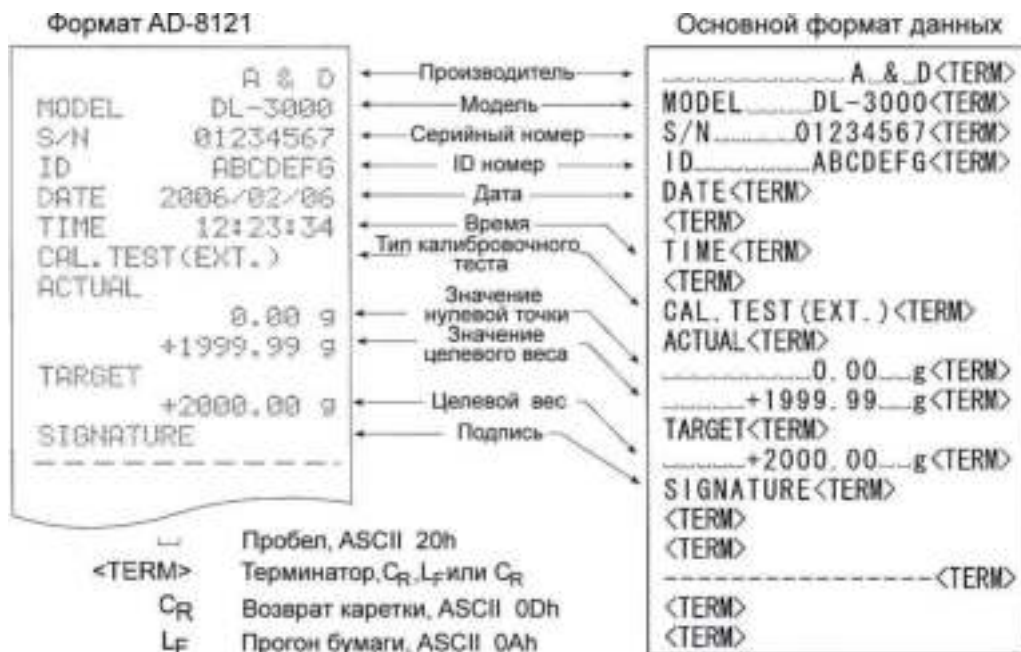 Формат AD-8121
A & D
MODEL DL-3000
S/N 01234567
ID ABCDEFG
DATE 2006/02/06
TIME 12:23:34
CAL.TEST(EXT.)
ACTUAL
0.00 g
+1999.99 g
TARGET
+2000.00 g
SIGNATURE
Производитель
Модель
Серийный номер
ID номер
Дата
Время
Тип калибровочного
теста
Значение
нулевой точки
Значение
целевого веса
Целевой вес
Подпись
Основной формат данных
A␣&␣D<TERM>
MODEL DL-3000<TERM>
S/N 01234567<TERM>
ID ABCDEFG<TERM>
DATE<TERM>
<TERM>
TIME<TERM>
<TERM>
CAL.TEST(EXT.)<TERM>
ACTUAL<TERM>
0.00 g<TERM>
+1999.99 g<TERM>
TARGET<TERM>
+2000.00 g<TERM>
SIGNATURE<TERM>
<TERM>
<TERM>
----------------<TERM>
<TERM>
<TERM>
␣ Пробел, ASCII 20h
<TERM> Терминатор,CR,LFили CR
CR Возврат каретки, ASCII 0Dh
LF Прогон бумаги, ASCII 0Ah